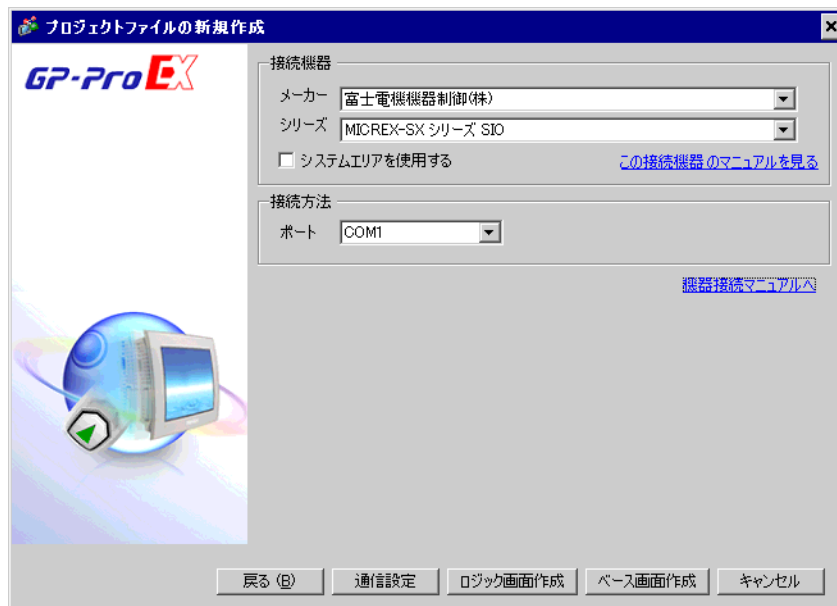 プロジェクトファイルの新規作成
GP-Pro EX
接続機器
メーカー 富士電機機器制御(株)
シリーズ MICREX-SX シリーズ SIO
システムエリアを使用する この接続機器のマニュアルを見る
接続方法
ポート COM1
機器接続マニュアルへ
戻る (B) 通信設定 ロジック画面作成 ベース画面作成 キャンセル